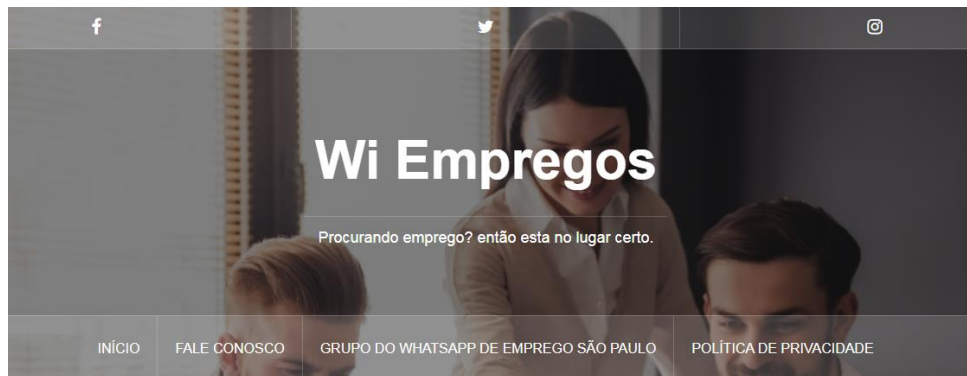 Wi Empregos
Procurando emprego? então esta no lugar certo.
INÍCIO FALE CONOSCO GRUPO DO WHATSAPP DE EMPREGO SÃO PAULO POLÍTICA DE PRIVACIDADE